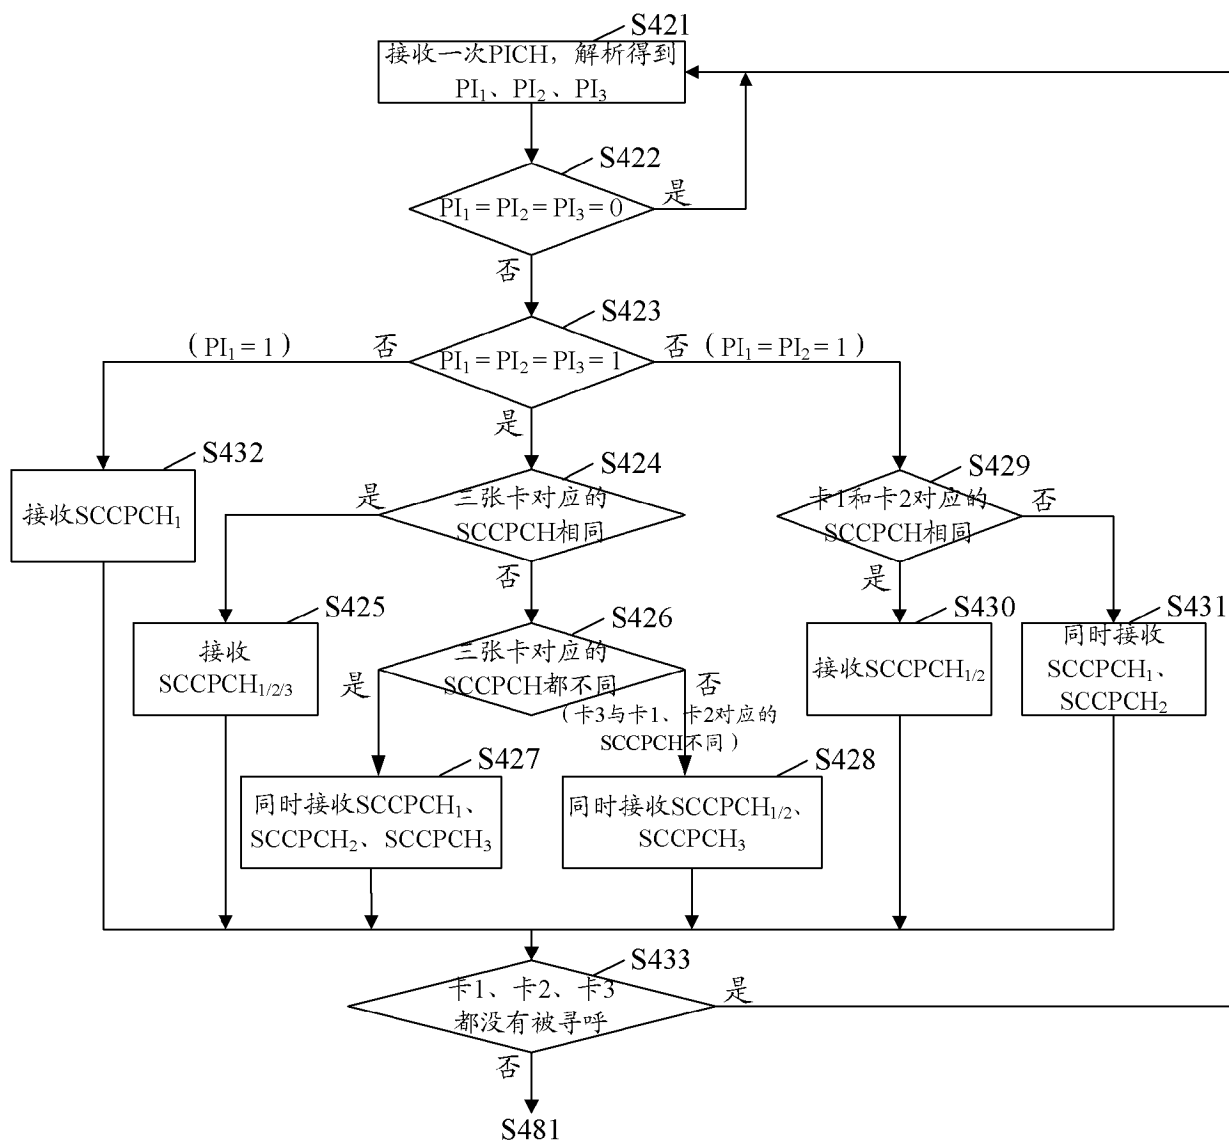 S421
接收一次PICH，解析得到
PI₁、PI₂、PI₃
S422
PI₁=PI₂=PI₃=0
是
否
S423
（PI₁=1）
否
PI₁=PI₂=PI₃=1
否
（PI₁=PI₂=1）
是
S432
接收SCCPCH₁
S424
是
三张卡对应的
SCCPCH相同
否
S429
卡1和卡2对应的
SCCPCH相同
否
是
S425
接收
SCCPCH₁/₂/₃
S426
三张卡对应的
SCCPCH都不同
是
否
（卡3与卡1、卡2对应的
SCCPCH不同）
S430
接收SCCPCH₁/₂
S431
同时接收
SCCPCH₁、
SCCPCH₂
S427
同时接收SCCPCH₁、
SCCPCH₂、SCCPCH₃
S428
同时接收SCCPCH₁/₂、
SCCPCH₃
S433
卡1、卡2、卡3
都没有被寻呼
是
否
S481